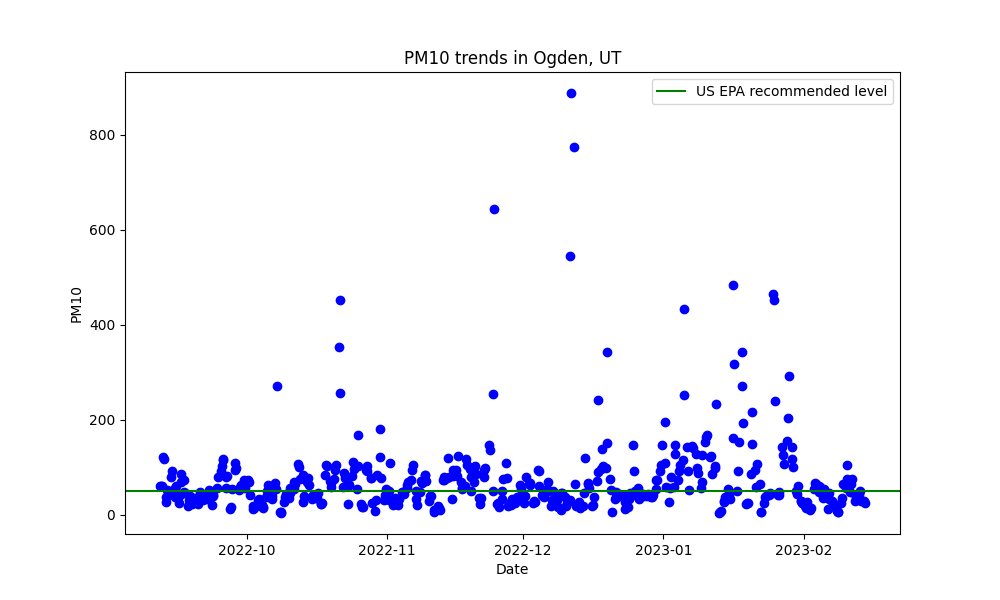 PM10 trends in Ogden, UT
US EPA recommended level
800
600
400
200
0
PM10
2022-10
2022-11
2022-12
2023-01
2023-02
Date